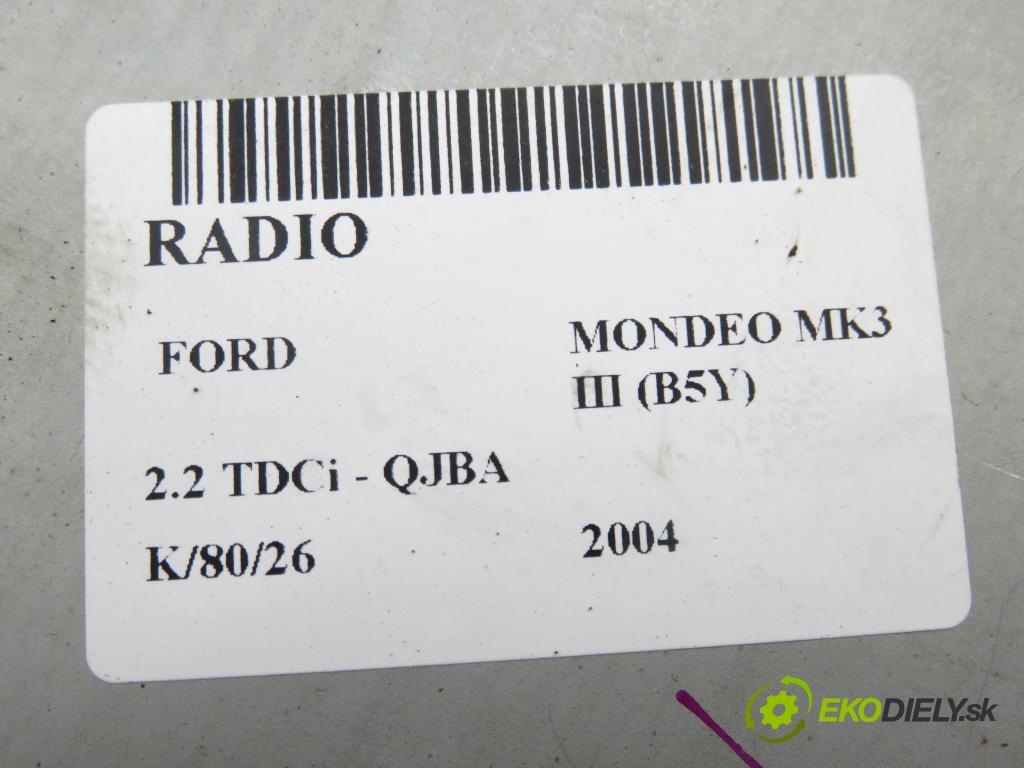 RADIO
FORD
MONDEO MK3
III (B5Y)
2.2 TDCi - QJBA
K/80/26
2004
EKODIELY.sk